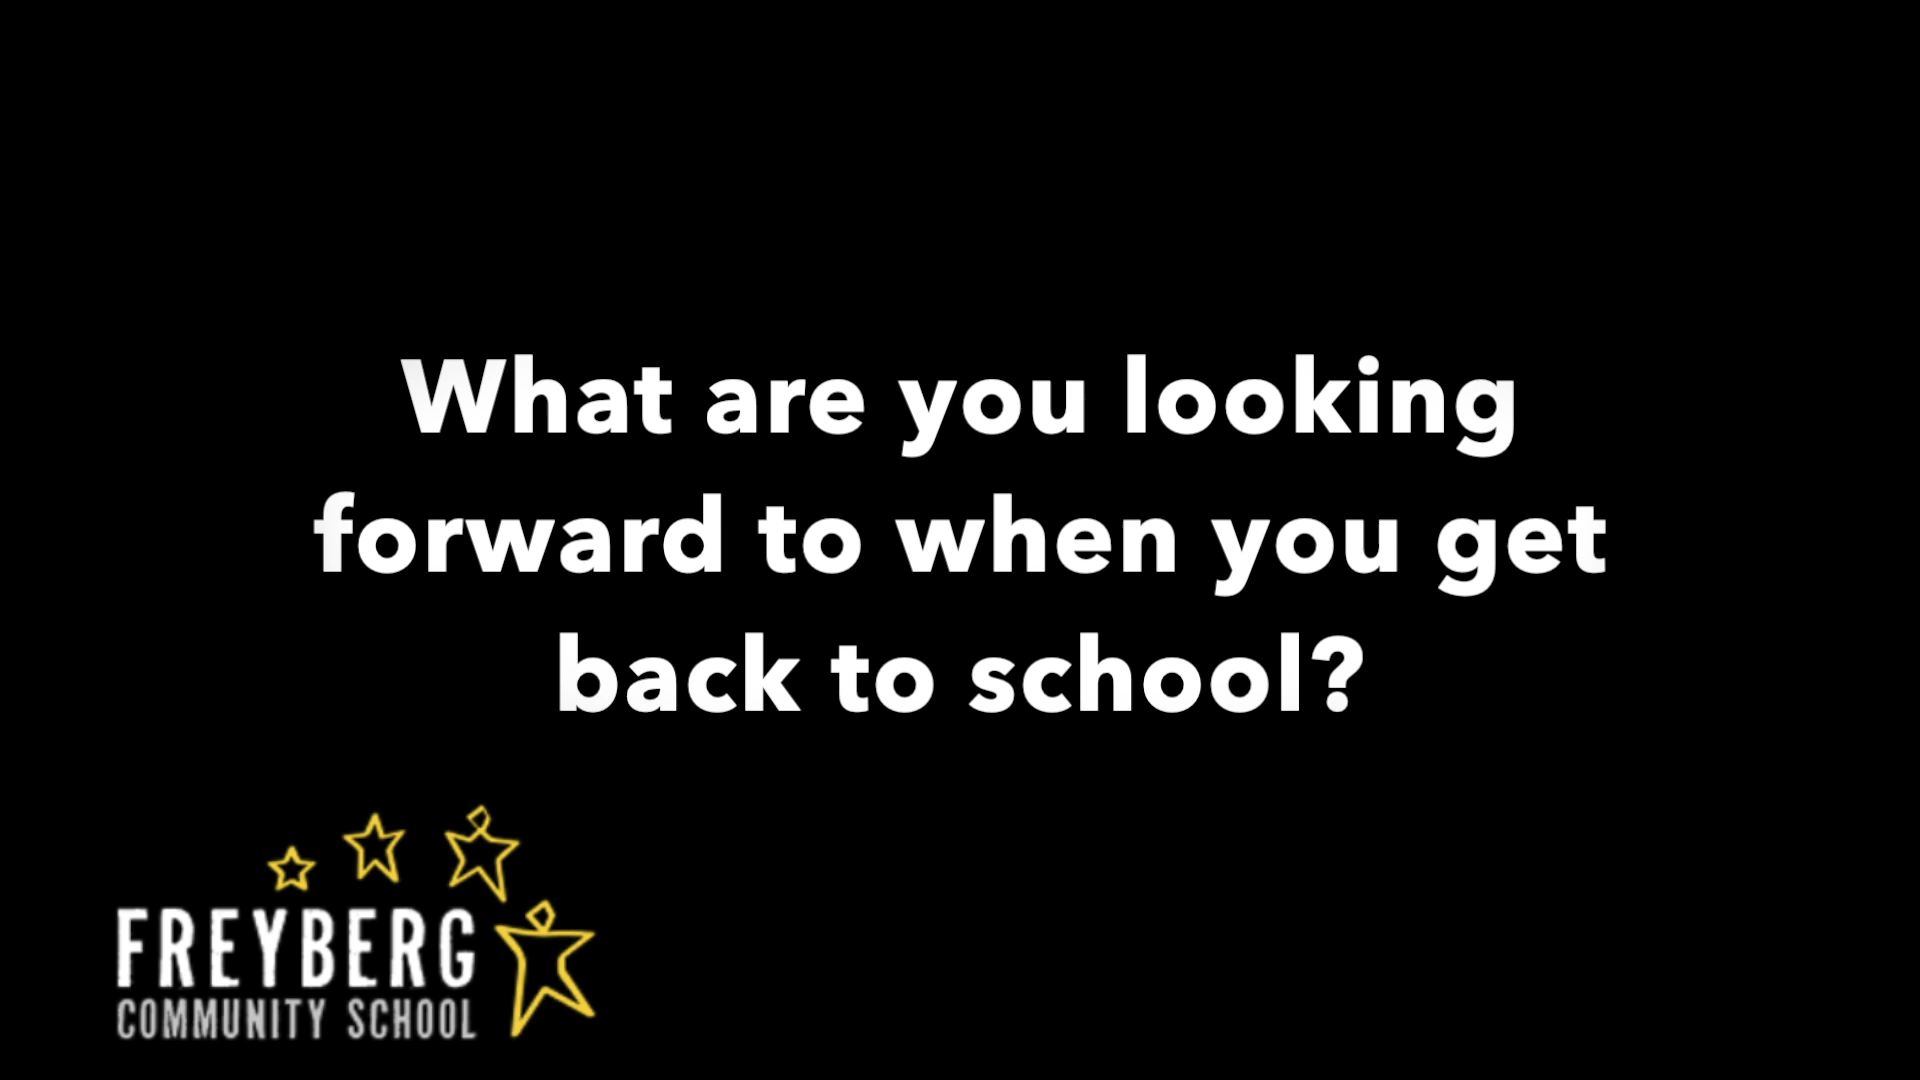 What are you looking
forward to when you get
back to school?
FREYBERG
COMMUNITY SCHOOL